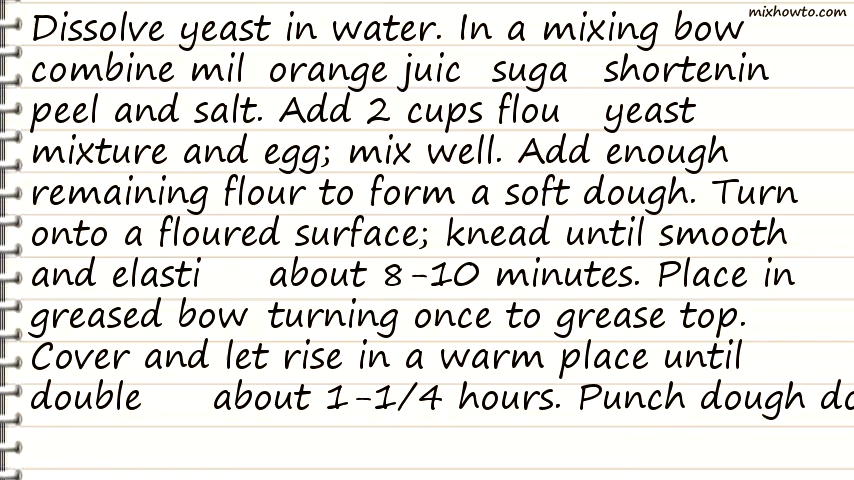 mixhowto.com
Dissolve yeast in water. In a mixing bow
combine mil orange juic suga shortenin
peel and salt. Add 2 cups flou yeast
mixture and egg; mix well. Add enough
remaining flour to form a soft dough. Turn
onto a floured surface; knead until smooth
and elasti about 8-10 minutes. Place in
greased bow turning once to grease top.
Cover and let rise in a warm place until
double about 1-1/4 hours. Punch dough do